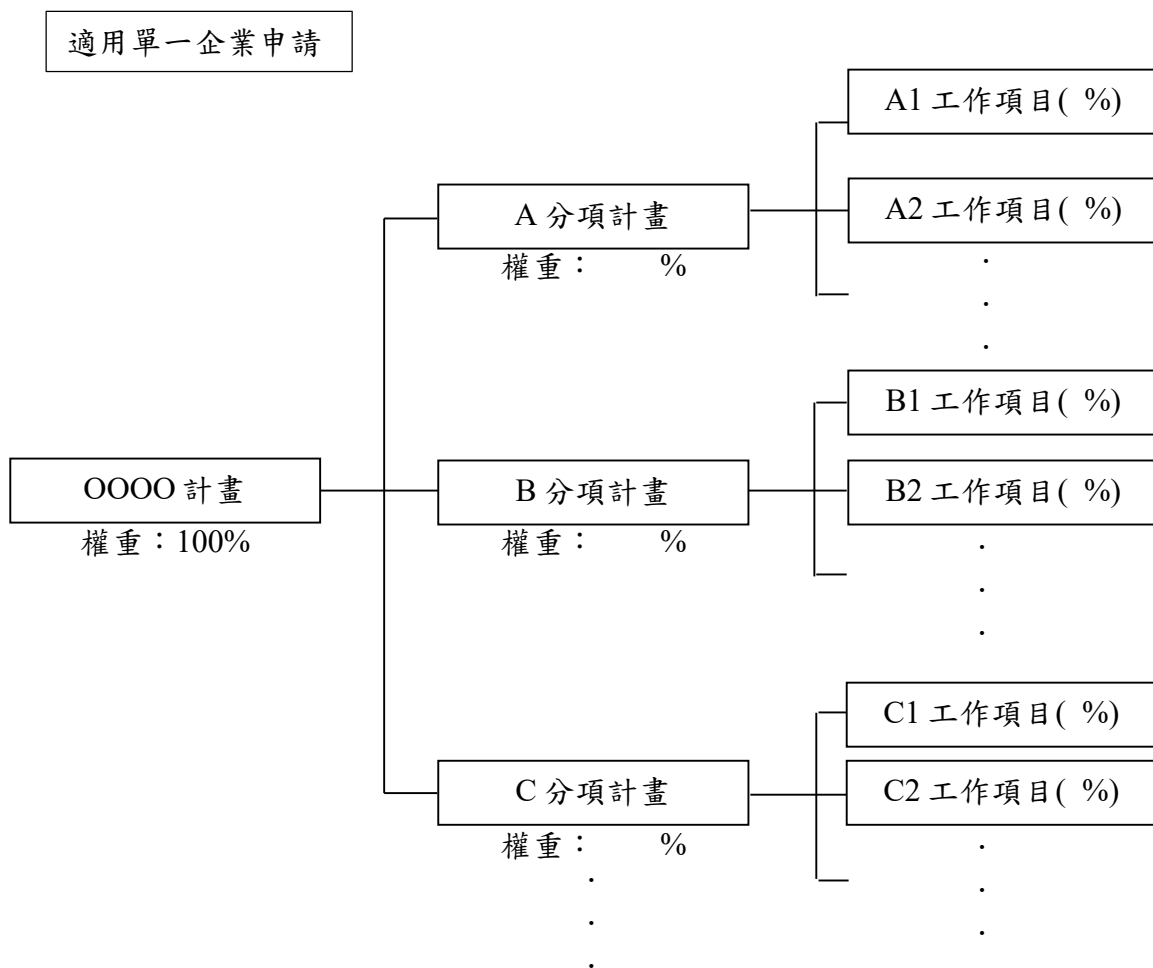 適用單一企業申請
A1 工作項目( %)
A 分項計畫
權重： %
A2 工作項目( %)
.
.
.
B1 工作項目( %)
OOOO 計畫
權重：100%
B 分項計畫
權重： %
B2 工作項目( %)
.
.
.
C1 工作項目( %)
C 分項計畫
權重： %
C2 工作項目( %)
.
.
.
.
.
.